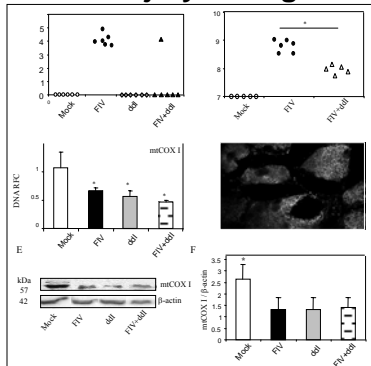 5
4
3
2
1
0
0
Mock
FIV
ddI
FIV+ddI
10
9
8
7
*
Mock
FIV
FIV+ddI
mtCOX I
DNA RFC
1
0.5
0
*
*
*
Mock
FIV
ddI
FIV+ddI
E
kDa
57
42
mtCOX I
β-actin
Mock
FIV
ddI
FIV+ddI
F
mtCOX I / β-actin
3.5
3
2.5
2
1.5
1
0.5
0
*
Mock
FIV
ddI
FIV+ddI